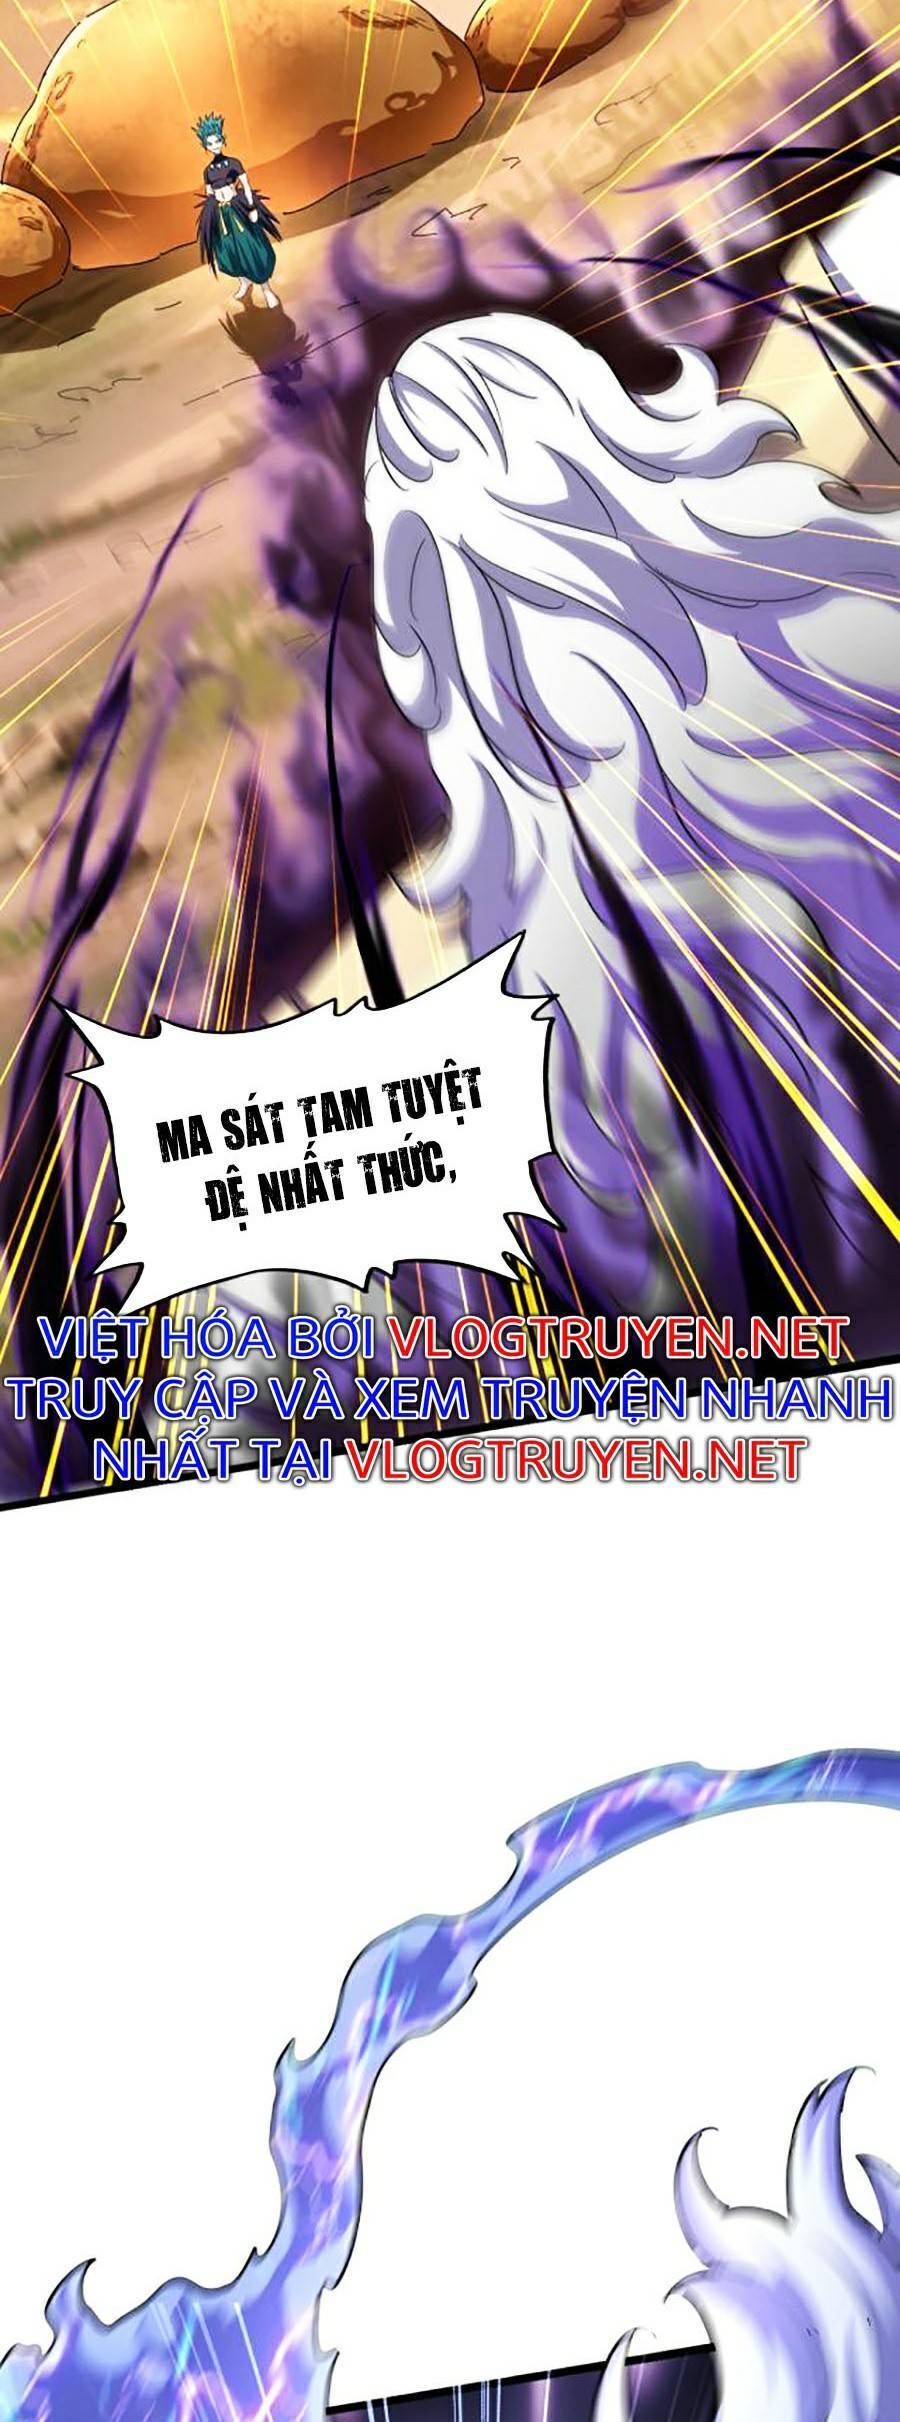 MA SÁT TAM TUYỆT
ĐỆ NHẤT THỨC,
VIỆT HÓA BỞI VLOGTRUYEN.NET
TRUY CẬP VÀ XEM TRUYỆN NHANH
NHẤT TẠI VLOGTRUYEN.NET